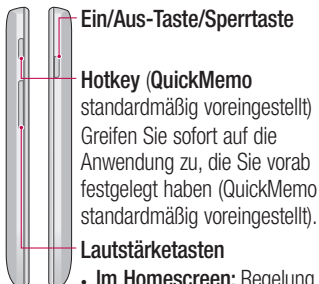 Ein/Aus-Taste/Sperrtaste
Hotkey (QuickMemo
standardmäßig voreingestellt)
Greifen Sie sofort auf die
Anwendung zu, die Sie vorab
festgelegt haben (QuickMemo
standardmäßig voreingestellt).
Lautstärketasten
• Im Homescreen: Regelung